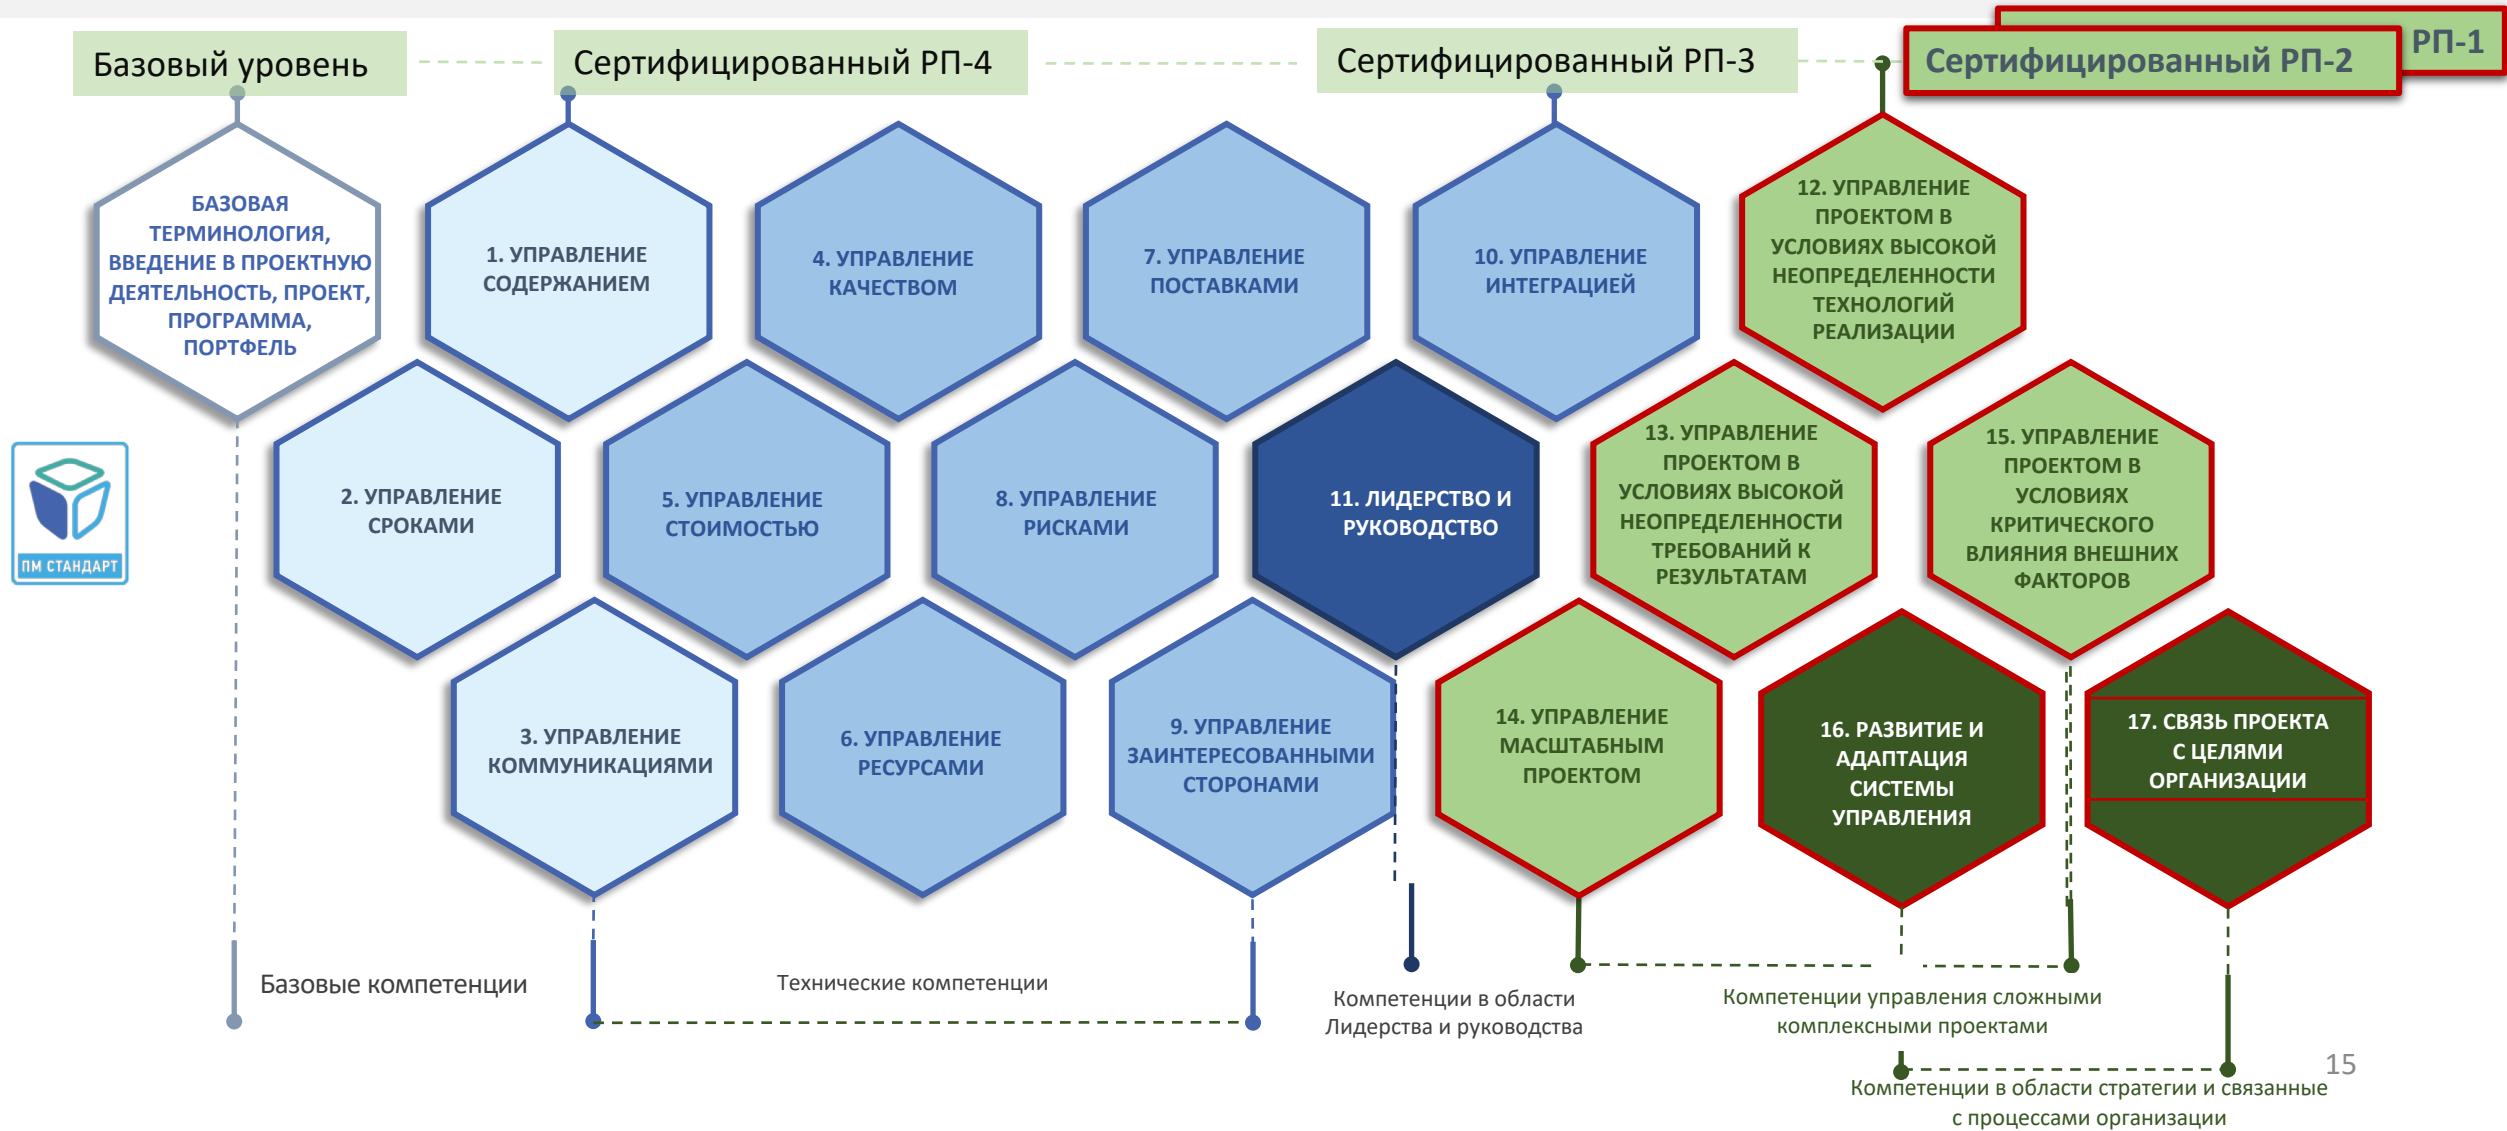 Базовый уровень
Сертифицированный РП-4
Сертифицированный РП-3
Сертифицированный РП-2
РП-1
БАЗОВАЯ
ТЕРМИНОЛОГИЯ,
ВВЕДЕНИЕ В ПРОЕКТНУЮ
ДЕЯТЕЛЬНОСТЬ, ПРОЕКТ,
ПРОГРАММА,
ПОРТФЕЛЬ
1. УПРАВЛЕНИЕ
СОДЕРЖАНИЕМ
4. УПРАВЛЕНИЕ
КАЧЕСТВОМ
7. УПРАВЛЕНИЕ
ПОСТАВКАМИ
10. УПРАВЛЕНИЕ
ИНТЕГРАЦИЕЙ
12. УПРАВЛЕНИЕ
ПРОЕКТОМ В
УСЛОВИЯХ ВЫСОКОЙ
НЕОПРЕДЕЛЕННОСТИ
ТЕХНОЛОГИЙ
РЕАЛИЗАЦИИ
ПМ СТАНДАРТ
2. УПРАВЛЕНИЕ
СРОКАМИ
5. УПРАВЛЕНИЕ
СТОИМОСТЬЮ
8. УПРАВЛЕНИЕ
РИСКАМИ
11. ЛИДЕРСТВО И
РУКОВОДСТВО
13. УПРАВЛЕНИЕ
ПРОЕКТОМ В
УСЛОВИЯХ ВЫСОКОЙ
НЕОПРЕДЕЛЕННОСТИ
ТРЕБОВАНИЙ К
РЕЗУЛЬТАТАМ
15. УПРАВЛЕНИЕ
ПРОЕКТОМ В
УСЛОВИЯХ
КРИТИЧЕСКОГО
ВЛИЯНИЯ ВНЕШНИХ
ФАКТОРОВ
3. УПРАВЛЕНИЕ
КОММУНИКАЦИЯМИ
6. УПРАВЛЕНИЕ
РЕСУРСАМИ
9. УПРАВЛЕНИЕ
ЗАИНТЕРЕСОВАННЫМИ
СТОРОНАМИ
14. УПРАВЛЕНИЕ
МАСШТАБНЫМ
ПРОЕКТОМ
16. РАЗВИТИЕ И
АДАПТАЦИЯ
СИСТЕМЫ
УПРАВЛЕНИЯ
17. СВЯЗЬ ПРОЕКТА
С ЦЕЛЯМИ
ОРГАНИЗАЦИИ
Базовые компетенции
Технические компетенции
Компетенции в области
Лидерства и руководства
Компетенции управления сложными
комплексными проектами
15
Компетенции в области стратегии и связанные
с процессами организации